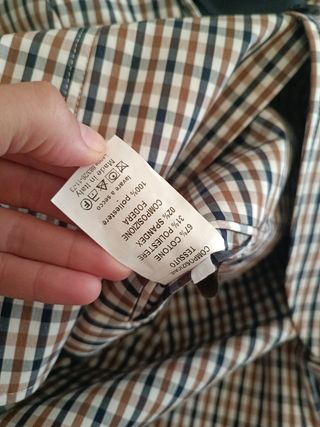 COMPOSIZIONE
TESSUTO
67% COTONE
31% POLIESTERE
02% SPANDEX
COMPOSIZIONE
FODERA
100% poliestere
lavare a secco
Made in Italy